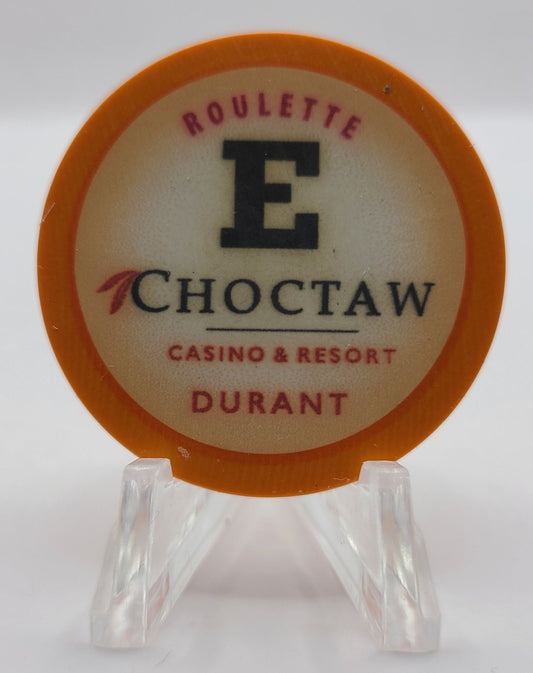 ROULETTE
E
CHOCTAW
CASINO & RESORT
DURANT